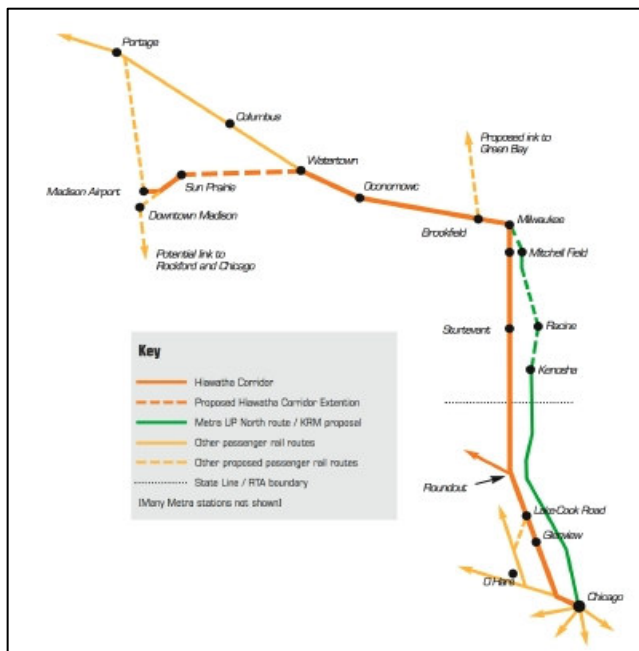 Portage
Columbus
Proposed link to
Green Bay
Watertown
Sun Prairie
Madison Airport
Oconomowc
Downtown Madison
Milwaukee
Brookfield
Mitchell Field
Potential link to
Rockford and Chicago
Sturtevant
Racine
Key
Kenosha
Hiawatha Corridor
Proposed Hiawatha Corridor Extention
Metra UP North route / KRM proposal
Other passenger rail routes
Other proposed passenger rail routes
State Line / RTA boundary
(Many Metra stations not shown)
Roundout
Lake-Cook Road
Glenview
O'Hare
Chicago